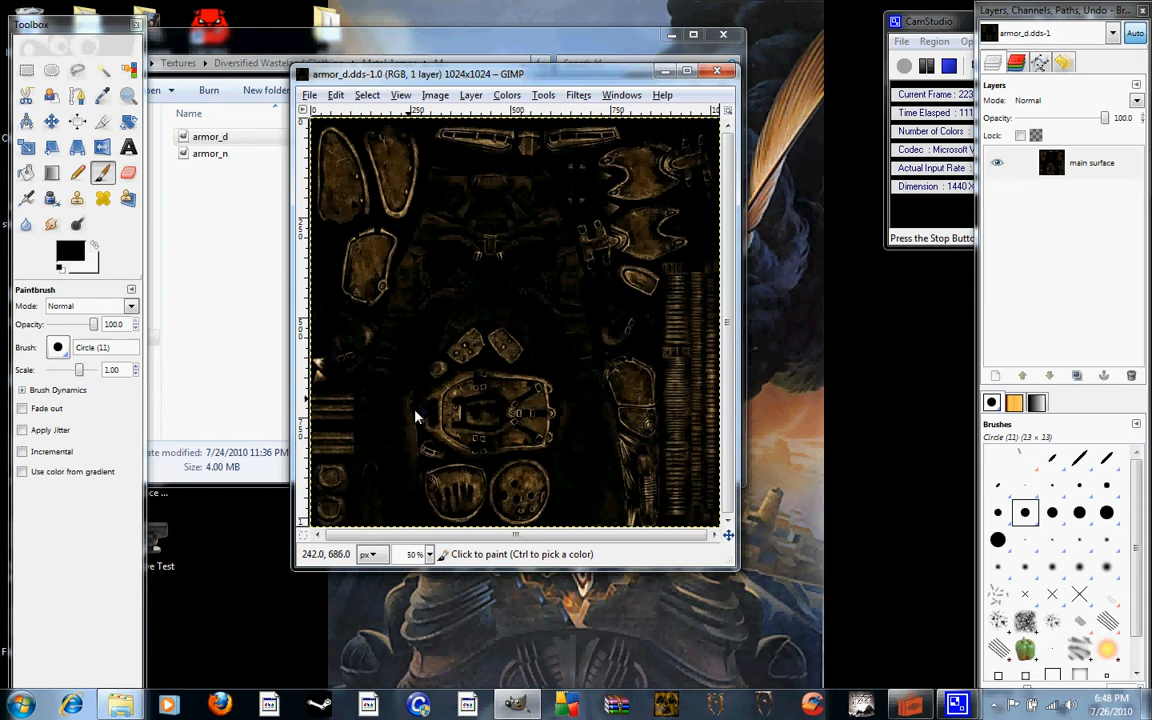 Toolbox
Layers, Channels, Paths, Undo - Br...
CamStudio
armor_d.dds-1
Auto
File Region
Textures Diversified Wasteland
armor_d.dds-1.0 (RGB, 1 layer) 1024x1024 – GIMP
Burn New folder
File Edit Select View Image Layer Colors Tools Filters Windows Help
Name
armor_d
armor_n
Layers
Mode: Normal
Opacity: 100.0
Lock:
main surface
Current Frame : 223
Time Elasped : 111
Number of Colors :
Codec : Microsoft V
Actual Input Rate :
Dimension : 1440 X
Press the Stop Butto
Paintbrush
Mode: Normal
Opacity: 100.0
Brush: Circle (11)
Scale: 1.00
Brush Dynamics
Fade out
Apply Jitter
Incremental
Use color from gradient
ate modified: 7/24/2010 11:36 P
Size: 4.00 MB
ce ...
ve Test
242.0, 686.0 px 50% Click to paint (Ctrl to pick a color)
Brushes
Circle (11) (13 × 13)
6:48 PM
7/26/2010